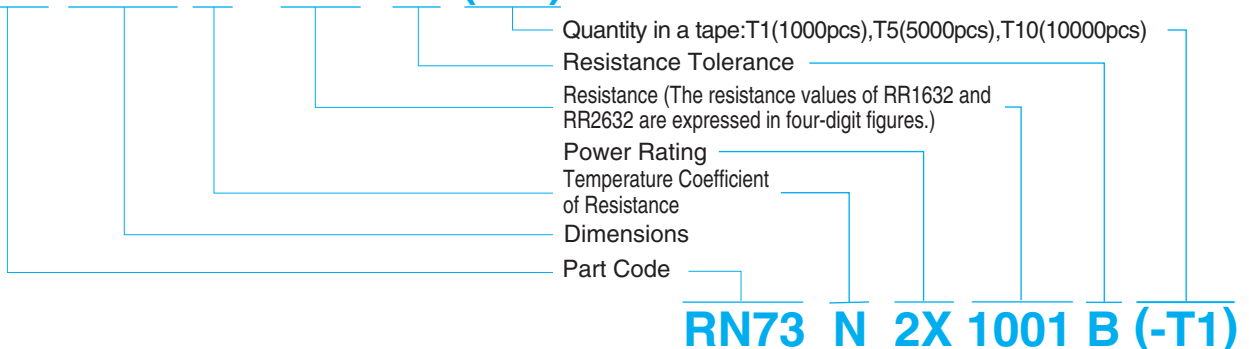 Quantity in a tape:T1(1000pcs),T5(5000pcs),T10(10000pcs)
Resistance Tolerance
Resistance (The resistance values of RR1632 and
RR2632 are expressed in four-digit figures.)
Power Rating
Temperature Coefficient
of Resistance
Dimensions
Part Code
RN73 N 2X 1001 B (-T1)